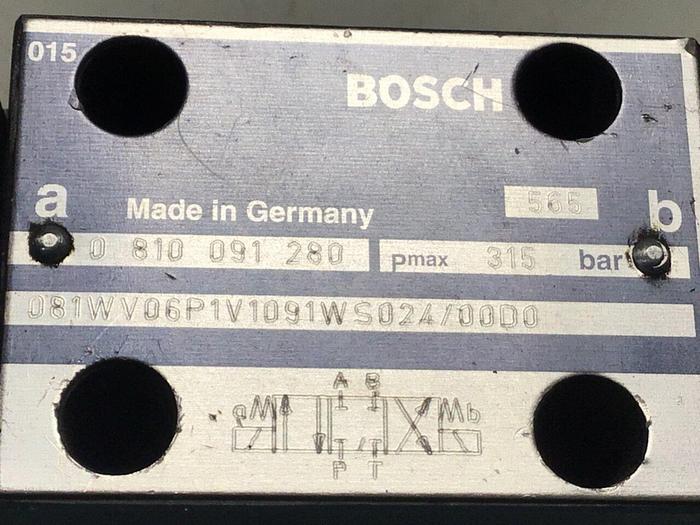 015
BOSCH
a
Made in Germany
565
b
0 810 091 280
pmax 315 bar
081WV06P1V1091WS024/00D0
A B
a
b
P T